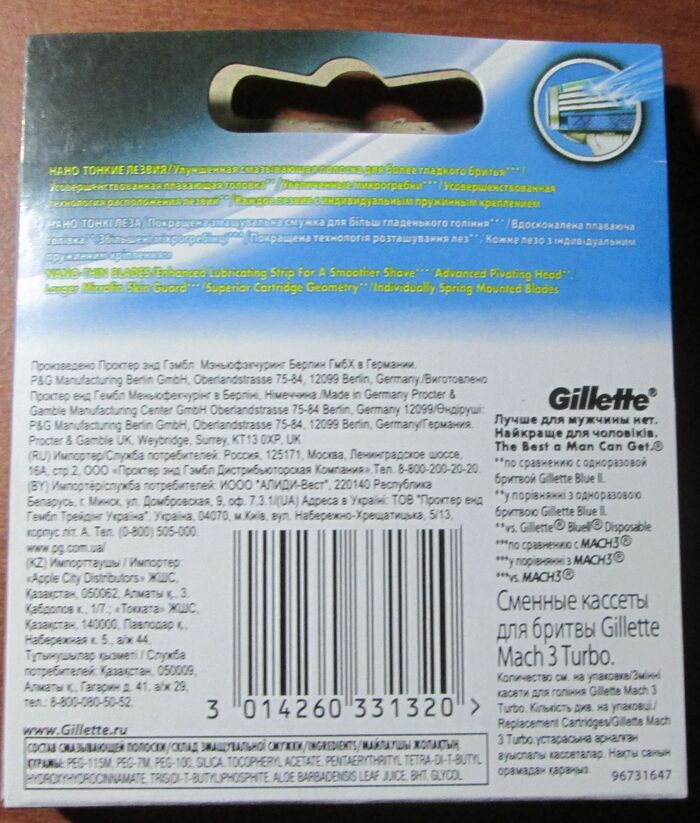 НАНО ТОНКИЕ ЛЕЗВИЯ/Улучшенная смазывающая полоска для более гладкого бритья***/
Усовершенствованная плавающая головка**/Увеличенные микрогребни***/Усовершенствованная
технология расположения лезвий**/Каждое лезвие с индивидуальным пружинным креплением
НАНО ТОНКІ ЛЕЗА/Покращена змащувальна смужка для більш гладенького гоління***/Вдосконалена плаваюча
голівка**/Збільшені мікрогребінці***/Покращена технологія розташування лез**/Кожне лезо з індивідуальним
пружинним кріпленням
NANO-THIN BLADES/Enhanced Lubricating Strip For A Smoother Shave***/Advanced Pivoting Head**/
Larger Microfin Skin Guard***/Superior Cartridge Geometry**/Individually Spring Mounted Blades
Произведено Проктер энд Гэмбл Мэньюфэкчуринг Берлин ГмбХ в Германии.
P&G Manufacturing Berlin GmbH, Oberlandstrasse 75-84, 12099 Berlin, Germany./Виготовлено
Проктер енд Гембл Меньюфекчурінг в Берліні, Німеччина./Made in Germany Procter &
Gamble Manufacturing Center GmbH Oberlandstrasse 75-84 Berlin, Germany 12099/Өндіруші:
P&G Manufacturing Berlin GmbH, Oberlandstrasse 75-84, 12099 Berlin, Germany/Германия.
Procter & Gamble UK, Weybridge, Surrey, KT13 0XP, UK
(RU) Импортер/Служба потребителей: Россия, 125171, Москва, Ленинградское шоссе,
16А, стр.2, ООО «Проктер энд Гэмбл Дистрибьюторская Компания».Тел. 8-800-200-20-20.
(BY) Импортёр/служба потребителей: ИООО "АЛИДИ-Вест", 220140 Республика
Беларусь, г. Минск, ул. Домбровская, 9, оф. 7.3.1/(UA) Адреса в Україні: ТОВ "Проктер енд
Гембл Трейдінг Україна", Україна, 04070, м.Київ, вул. Набережно-Хрещатицька, 5/13,
корпус літ. А. Тел. (0-800) 505-000.
www.pg.com.ua/
(KZ) Импорттаушы / Импортер:
«Apple City Distributors» ЖШС,
Қазақстан, 050062, Алматы қ., 3.
Қабдолов к., 1/7.; «Токката» ЖШС,
Қазақстан, 140000, Павлодар қ.,
Набережная к. 5., а/ж 44.
Тұтынушылар қызметі / Служба
потребителей: Казахстан, 050009,
Алматы қ., Гагарин д. 41. а/ж 29,
тел.: 8-800-080-50-52.
www.Gillette.ru
3 014260 331320 >
СОСТАВ СМАЗЫВАЮЩЕЙ ПОЛОСКИ/СКЛАД ЗМАЩУВАЛЬНОЇ СМУЖКИ/INGREDIENTS/МАЙЛАУШЫ ЖОЛАҚТЫҢ
ҚҰРАМЫ: PEG-115M, PEG-7M, PEG-100, SILICA, TOCOPHERYL ACETATE, PENTAERYTHRITYL TETRA-DI-T-BUTYL
HYDROXYHYDROCINNAMATE, TRIS(DI-T-BUTYL)PHOSPHITE, ALOE BARBADENSIS LEAF JUICE, BHT, GLYCOL
Gillette®
Лучше для мужчины нет.
Найкраще для чоловіків.
The Best a Man Can Get.®
**по сравнению с одноразовой
бритвой Gillette Blue II.
**у порівнянні з одноразовою
бритвою Gillette Blue II.
**vs. Gillette® BlueII® Disposable
***по сравнению с MACH3®
***у порівнянні з MACH3®
***vs. MACH3®
Сменные кассеты
для бритвы Gillette
Mach 3 Turbo.
Количество см. на упаковке/Змінні
касети для гоління Gillette Mach 3
Turbo. Кількість див. на упаковці/
Replacement Cartridges/Gillette Mach
3 Turbo ұстарасына арналған
ауыспалы кассеталар. Нақты санын
орамадан қараңыз.
96731647